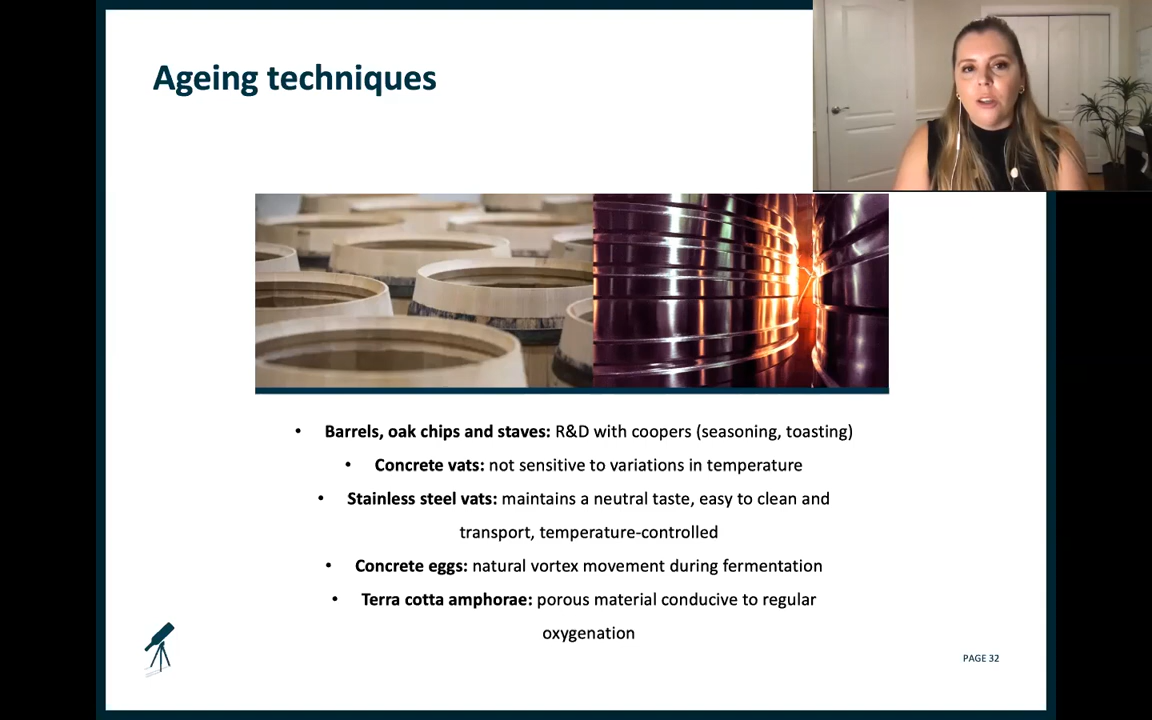 Ageing techniques
• Barrels, oak chips and staves: R&D with coopers (seasoning, toasting)
• Concrete vats: not sensitive to variations in temperature
• Stainless steel vats: maintains a neutral taste, easy to clean and
transport, temperature-controlled
• Concrete eggs: natural vortex movement during fermentation
• Terra cotta amphorae: porous material conducive to regular
oxygenation
PAGE 32